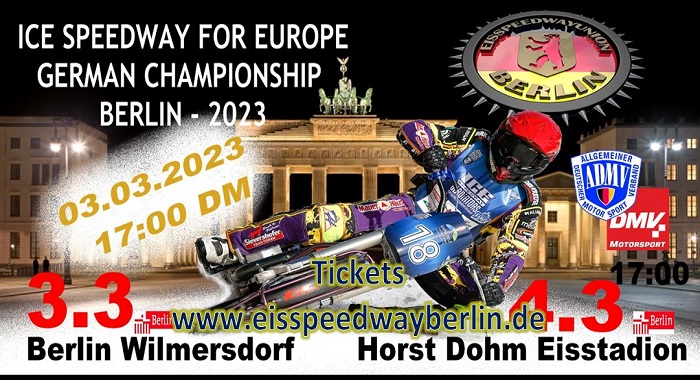 ICE SPEEDWAY FOR EUROPE
GERMAN CHAMPIONSHIP
BERLIN - 2023
EISSPEEDWAYUNION
BERLIN
03.03.2023
17:00 DM
ALLGEMEINER
DEUTSCHER MOTOR SPORT VERBAND
ADMV
DMV
MOTORSPORT
17:00
ICE
Sievershofer
18
Tickets
3.3
Berlin
4.3
Berlin
www.eisspeedwayberlin.de
Berlin Wilmersdorf
Horst Dohm Eisstadion